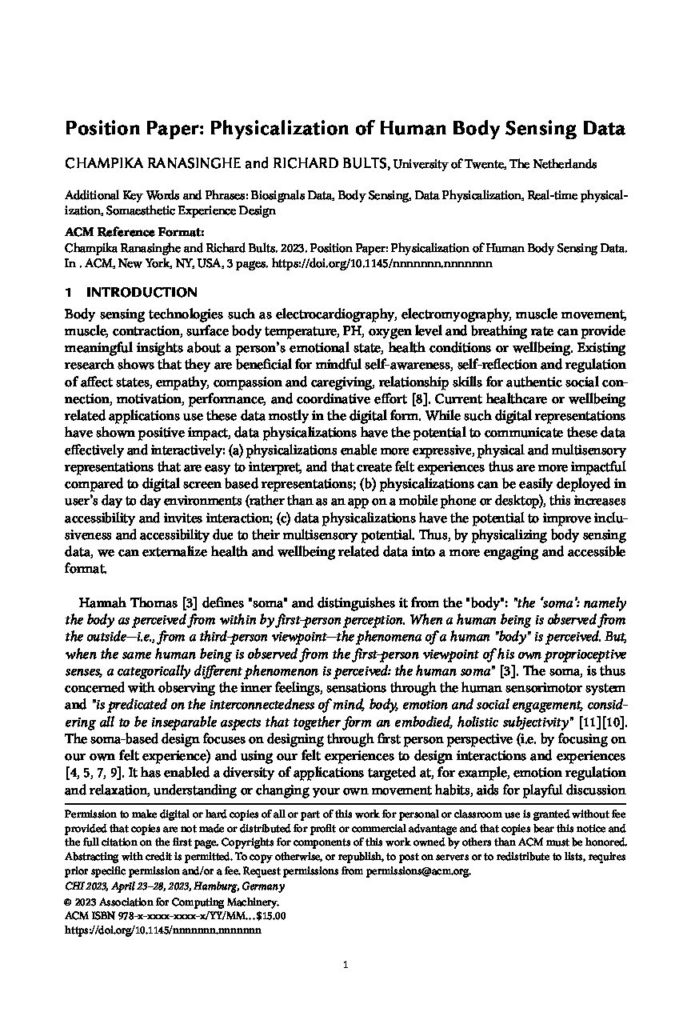 Position Paper: Physicalization of Human Body Sensing Data
CHAMPIKA RANASINGHE and RICHARD BULTS, University of Twente, The Netherlands
Additional Key Words and Phrases: Biosignals Data, Body Sensing, Data Physicalization, Real-time physical-
ization, Somaesthetic Experience Design
ACM Reference Format:
Champika Ranasinghe and Richard Bults. 2023. Position Paper: Physicalization of Human Body Sensing Data.
In . ACM, New York, NY, USA, 3 pages. https://doi.org/10.1145/nnnnnnn.nnnnnnn
1 INTRODUCTION
Body sensing technologies such as electrocardiography, electromyography, muscle movement,
muscle, contraction, surface body temperature, PH, oxygen level and breathing rate can provide
meaningful insights about a person's emotional state, health conditions or wellbeing. Existing
research shows that they are beneficial for mindful self-awareness, self-reflection and regulation
of affect states, empathy, compassion and caregiving, relationship skills for authentic social con-
nection, motivation, performance, and coordinative effort [8]. Current healthcare or wellbeing
related applications use these data mostly in the digital form. While such digital representations
have shown positive impact, data physicalizations have the potential to communicate these data
effectively and interactively: (a) physicalizations enable more expressive, physical and multisensory
representations that are easy to interpret, and that create felt experiences thus are more impactful
compared to digital screen based representations; (b) physicalizations can be easily deployed in
user's day to day environments (rather than as an app on a mobile phone or desktop), this increases
accessibility and invites interaction; (c) data physicalizations have the potential to improve inclu-
siveness and accessibility due to their multisensory potential. Thus, by physicalizing body sensing
data, we can externalize health and wellbeing related data into a more engaging and accessible
format.
Hannah Thomas [3] defines "soma" and distinguishes it from the "body": "the 'soma': namely
the body as perceived from within by first-person perception. When a human being is observed from
the outside—i.e., from a third-person viewpoint—the phenomena of a human "body" is perceived. But,
when the same human being is observed from the first-person viewpoint of his own proprioceptive
senses, a categorically different phenomenon is perceived: the human soma" [3]. The soma, is thus
concerned with observing the inner feelings, sensations through the human sensorimotor system
and "is predicated on the interconnectedness of mind, body, emotion and social engagement, consid-
ering all to be inseparable aspects that together form an embodied, holistic subjectivity" [11][10].
The soma-based design focuses on designing through first person perspective (i.e. by focusing on
our own felt experience) and using our felt experiences to design interactions and experiences
[4, 5, 7, 9]. It has enabled a diversity of applications targeted at, for example, emotion regulation
and relaxation, understanding or changing your own movement habits, aids for playful discussion
Permission to make digital or hard copies of all or part of this work for personal or classroom use is granted without fee
provided that copies are not made or distributed for profit or commercial advantage and that copies bear this notice and
the full citation on the first page. Copyrights for components of this work owned by others than ACM must be honored.
Abstracting with credit is permitted. To copy otherwise, or republish, to post on servers or to redistribute to lists, requires
prior specific permission and/or a fee. Request permissions from permissions@acm.org.
CHI 2023, April 23–28, 2023, Hamburg, Germany
© 2023 Association for Computing Machinery.
ACM ISBN 978-x-xxxx-xxxx-x/YY/MM...$15.00
https://doi.org/10.1145/nnnnnnn.nnnnnnn
1